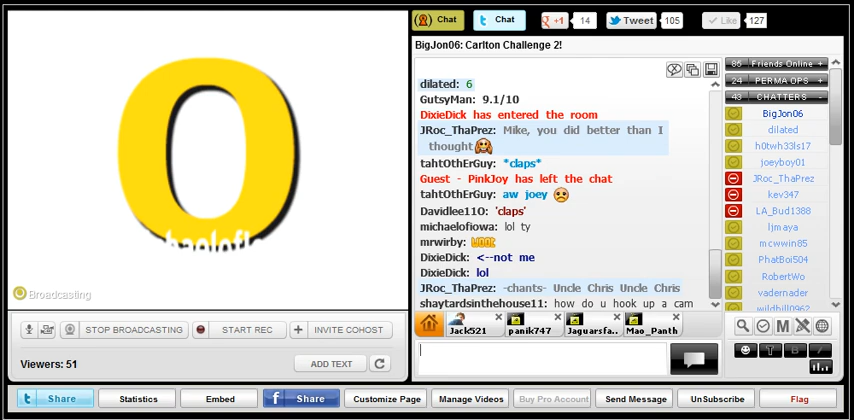 Chat
Chat
g +1
14
Tweet
105
Like
127
BigJon06: Carlton Challenge 2!
dilated: 6
GutsyMan: 9.1/10
DixieDick has entered the room
JRoc_ThaPrez: Mike, you did better than I
thought
tahtOthErGuy: *claps*
Guest - PinkJoy has left the chat
tahtOthErGuy: aw joey
Davidlee11O: 'claps'
michaelofiowa: lol ty
mrwirby: WOOT
DixieDick: <--not me
DixieDick: lol
JRoc_ThaPrez: -chants- Uncle Chris Uncle Chris
shaytardsinthehouse11: how do u hook up a cam
85 Friends Online +
24 PERMA OPS +
43 CHATTERS -
BigJon06
dilated
h0twh33ls17
joeyboy01
JRoc_ThaPrez
kev347
LA_Bud1388
ljmaya
mcwwin85
PhatBoi504
RobertWo
vadernader
wildhill0962
O
Broadcasting
STOP BROADCASTING
START REC
INVITE COHOST
Viewers: 51
ADD TEXT
Jack521
panik747
Jaguarsfa..
Mao_Panth
M
T
B
I
Share
Statistics
Embed
f Share
Customize Page
Manage Videos
Buy Pro Account
Send Message
UnSubscribe
Flag